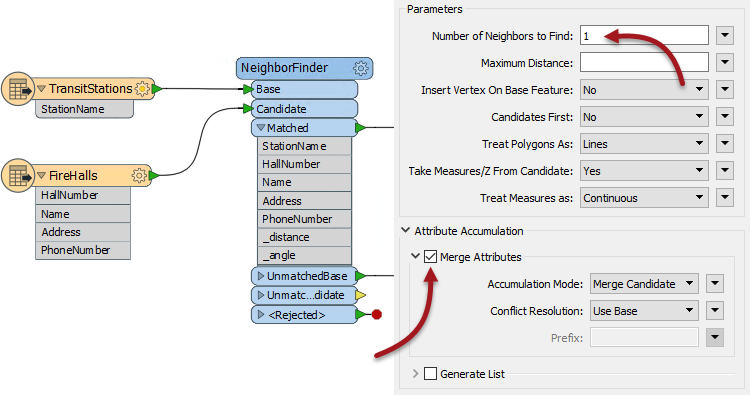 TransitStations
StationName
FireHalls
HallNumber
Name
Address
PhoneNumber
NeighborFinder
Base
Candidate
Matched
StationName
HallNumber
Name
Address
PhoneNumber
_distance
_angle
UnmatchedBase
Unmatc...didate
<Rejected>
Parameters
Number of Neighbors to Find: 1
Maximum Distance:
Insert Vertex On Base Feature: No
Candidates First: No
Treat Polygons As: Lines
Take Measures/Z From Candidate: Yes
Treat Measures as: Continuous
Attribute Accumulation
Merge Attributes
Accumulation Mode: Merge Candidate
Conflict Resolution: Use Base
Prefix:
Generate List